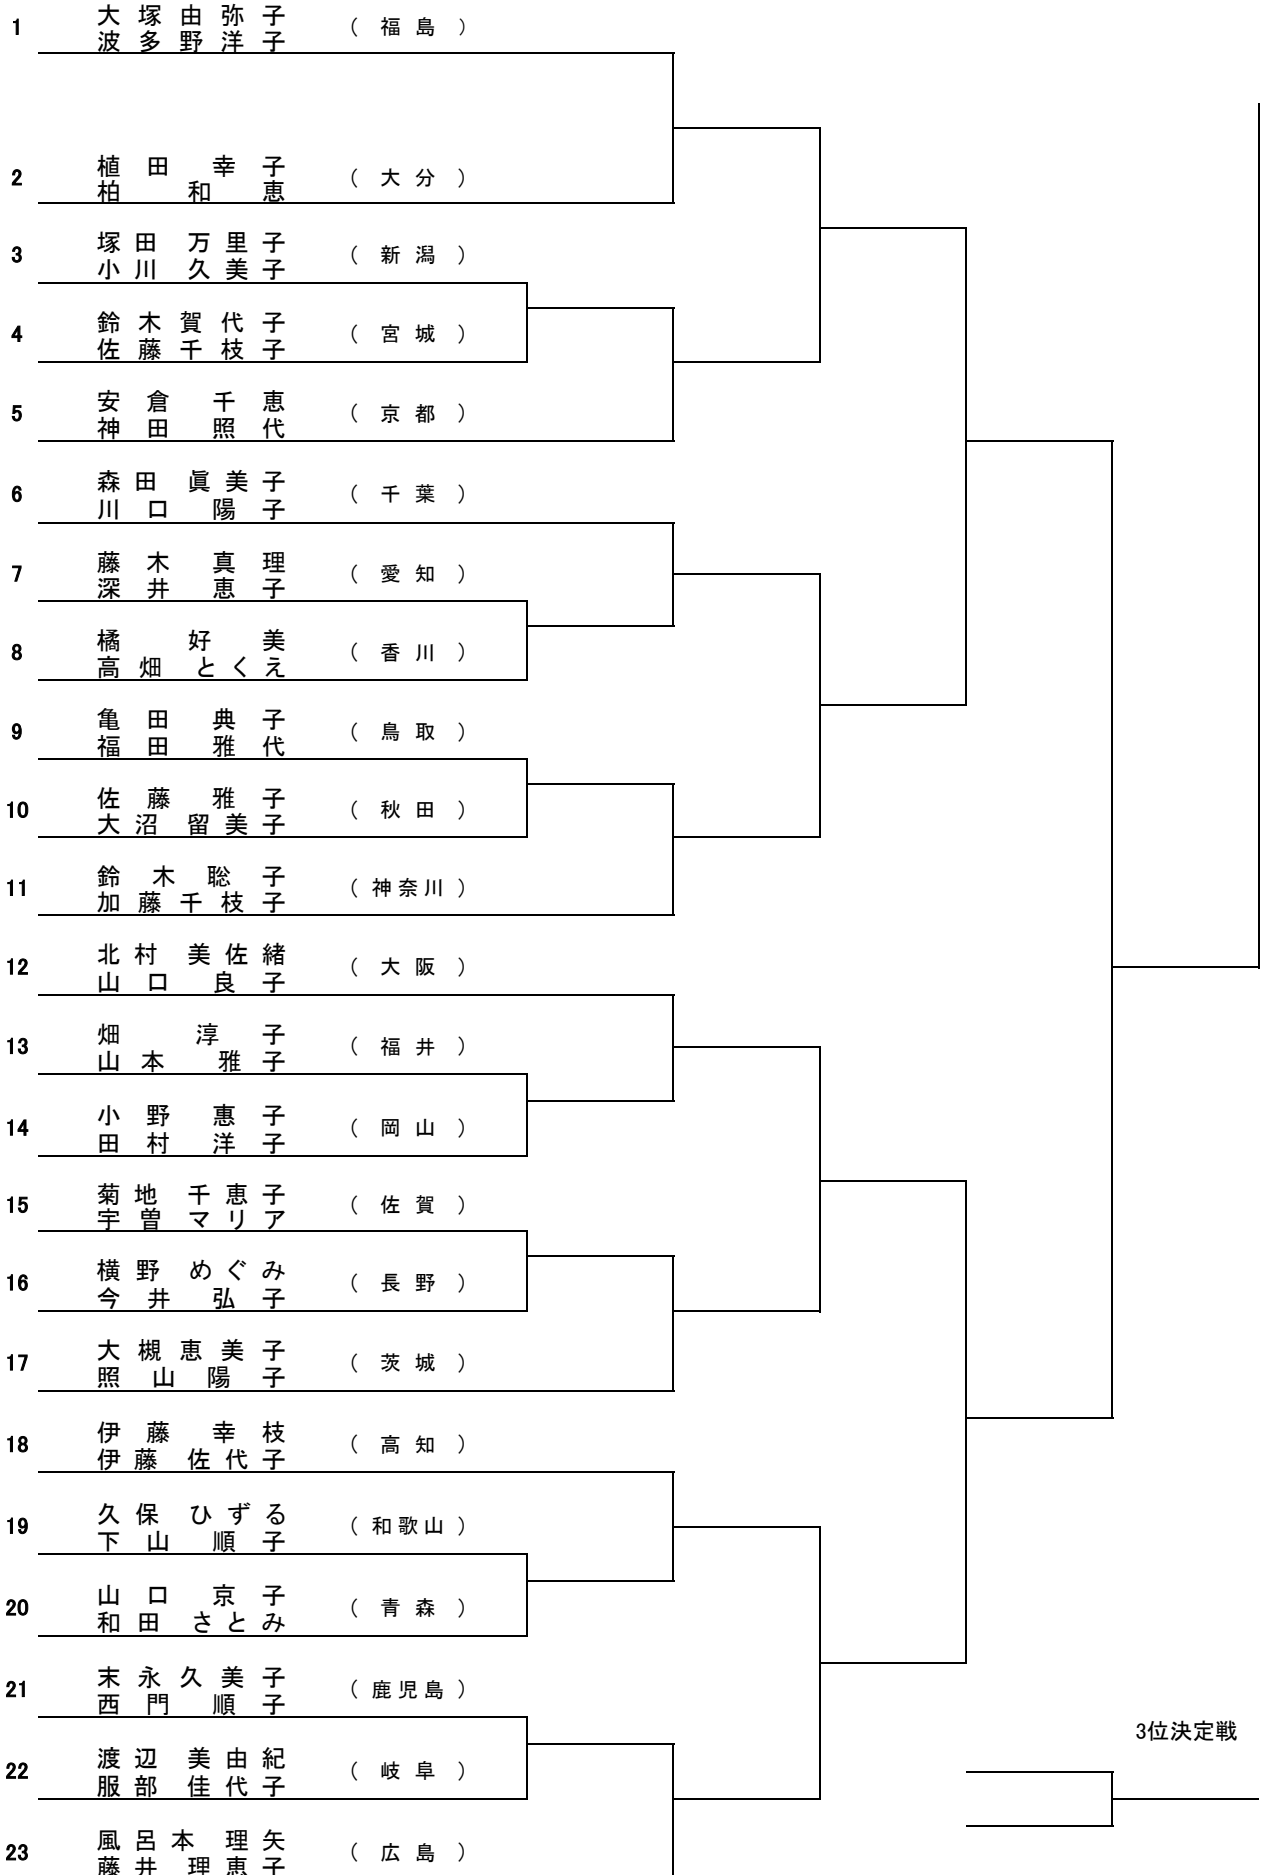 1 大塚由弥子 (福島)
波多野洋子
2 植田幸子 (大分)
柏和恵
3 塚田万里子 (新潟)
小川久美子
4 鈴木賀代子 (宮城)
佐藤千枝子
5 安倉千恵 (京都)
神田照代
6 森田眞美子 (千葉)
川口陽子
7 藤木真理 (愛知)
深井恵子
8 橘好美 (香川)
高畑とくえ
9 亀田典子 (鳥取)
福田雅代
10 佐藤雅子 (秋田)
大沼留美子
11 鈴木聡子 (神奈川)
加藤千枝子
12 北村美佐緒 (大阪)
山口良子
13 畑淳子 (福井)
山本雅子
14 小野惠子 (岡山)
田村洋子
15 菊地千恵子 (佐賀)
宇曽マリア
16 横野めぐみ (長野)
今井弘子
17 大槻恵美子 (茨城)
照山陽子
18 伊藤幸枝 (高知)
伊藤佐代子
19 久保ひずる (和歌山)
下山順子
20 山口京子 (青森)
和田さとみ
21 末永久美子 (鹿児島)
西門順子
3位決定戦
22 渡辺美由紀 (岐阜)
服部佳代子
23 風呂本理矢 (広島)
藤井理恵子